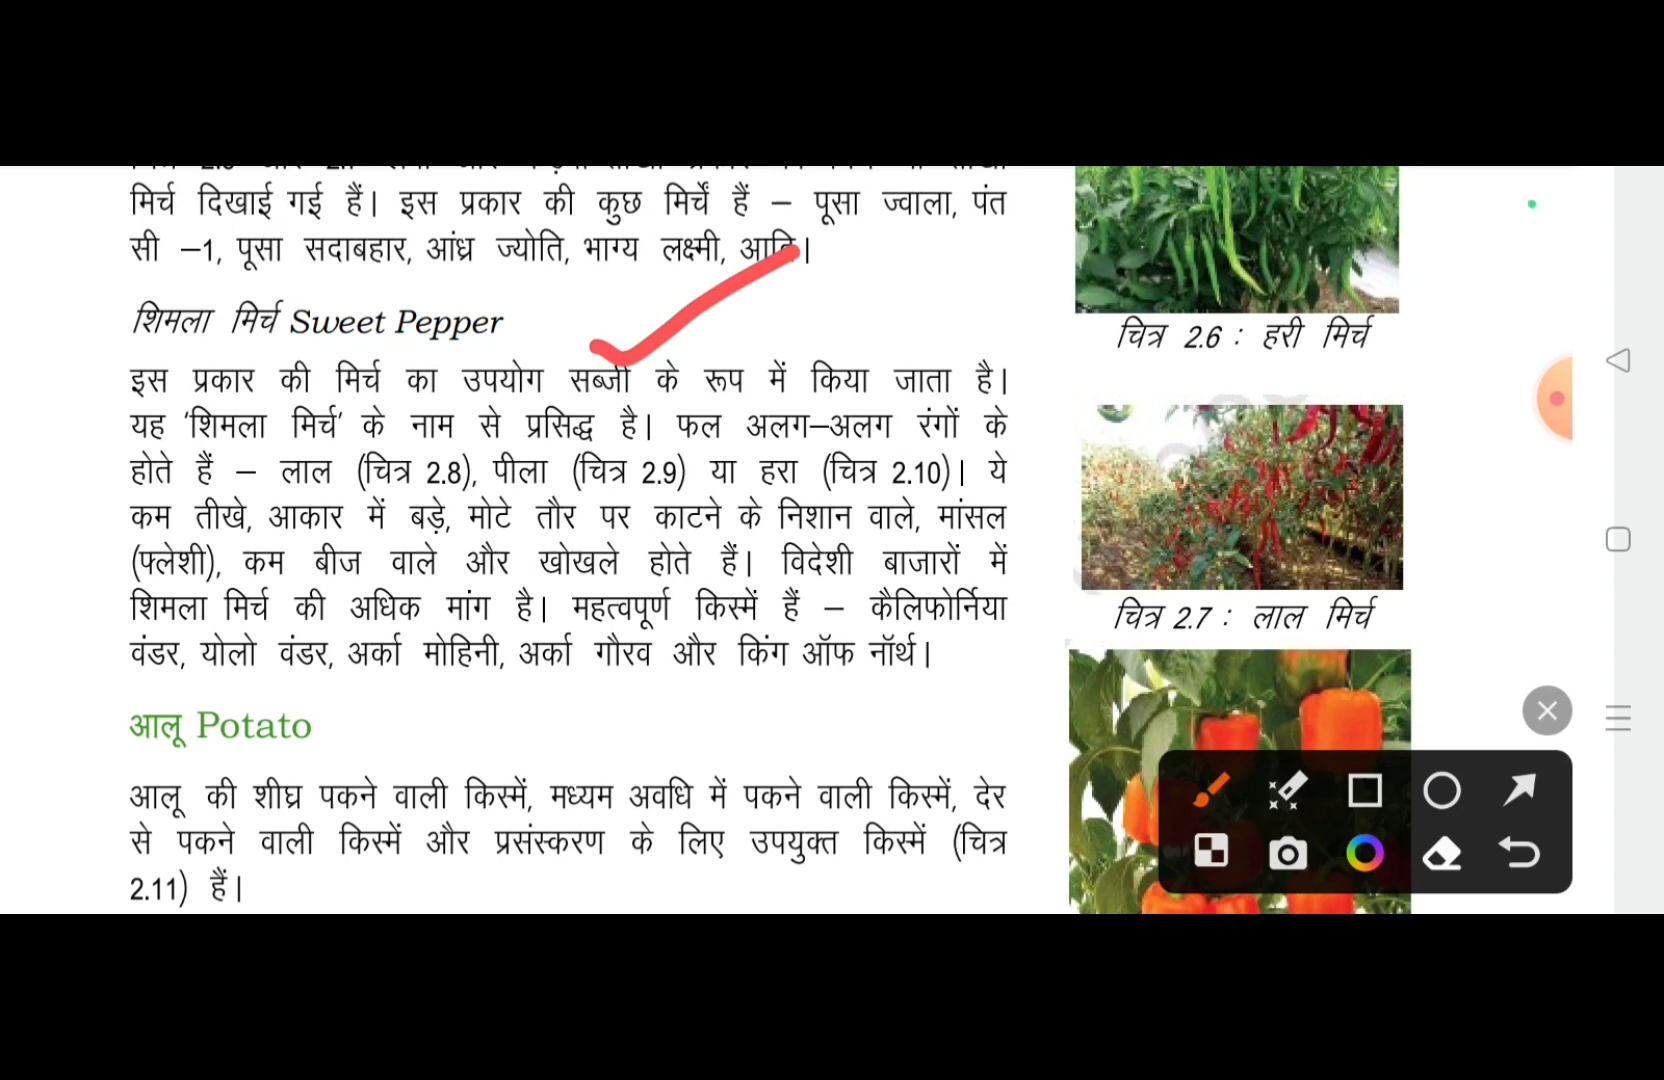 मिर्च दिखाई गई हैं। इस प्रकार की कुछ मिर्चें हैं – पूसा ज्वाला, पंत
सी –1, पूसा सदाबहार, आंध्र ज्योति, भाग्य लक्ष्मी, आदि।
शिमला मिर्च Sweet Pepper
इस प्रकार की मिर्च का उपयोग सब्जी के रूप में किया जाता है।
यह 'शिमला मिर्च' के नाम से प्रसिद्ध है। फल अलग–अलग रंगों के
होते हैं – लाल (चित्र 2.8), पीला (चित्र 2.9) या हरा (चित्र 2.10)। ये
कम तीखे, आकार में बड़े, मोटे तौर पर काटने के निशान वाले, मांसल
(फ्लेशी), कम बीज वाले और खोखले होते हैं। विदेशी बाजारों में
शिमला मिर्च की अधिक मांग है। महत्वपूर्ण किस्में हैं – कैलिफोर्निया
वंडर, योलो वंडर, अर्का मोहिनी, अर्का गौरव और किंग ऑफ नॉर्थ।
आलू Potato
आलू की शीघ्र पकने वाली किस्में, मध्यम अवधि में पकने वाली किस्में, देर
से पकने वाली किस्में और प्रसंस्करण के लिए उपयुक्त किस्में (चित्र
2.11) हैं।
चित्र 2.6 : हरी मिर्च
चित्र 2.7 : लाल मिर्च